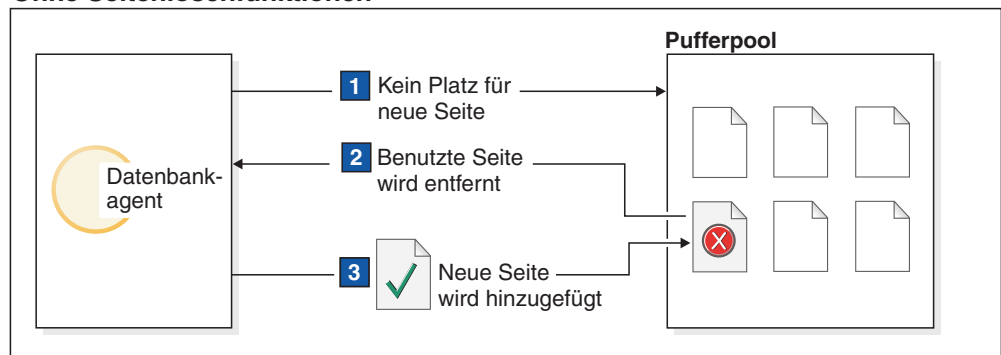 Pufferpool
1 Kein Platz für
neue Seite
2 Benutzte Seite
wird entfernt
Datenbank-
agent
3 Neue Seite
wird hinzugefügt